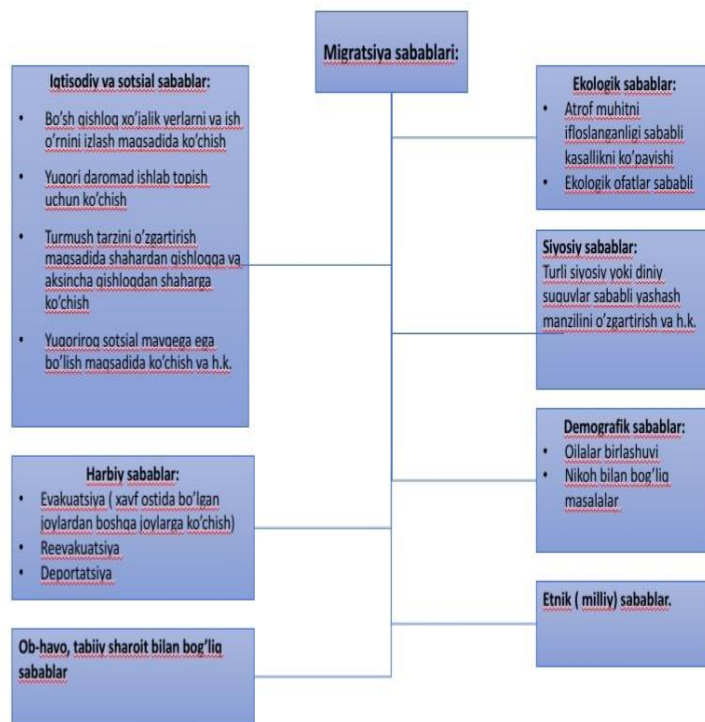 Migratsiya sabablari:
Iqtisodiy va sotsial sabablar:
• Bo'sh qishloq xo'jalik yerlarni va ish
o'rnini izlash maqsadida ko'chish
• Yuqori daromad ishlab topish
uchun ko'chish
• Turmush tarzini o'zgartirish
maqsadida shahardan qishloqqa va
aksincha qishloqdan shaharga
ko'chish
• Yuqoriroq sotsial mavqega ega
bo'lish maqsadida ko'chish va h.k.
Harbiy sabablar:
• Evakuatsiya ( xavf ostida bo'lgan
joylardan boshqa joylarga ko'chish)
• Reevakuatsiya
• Deportatsiya
Ob-havo, tabiiy sharoit bilan bog'liq
sabablar
Ekologik sabablar:
• Atrof muhitni
ifloslanganligi sababli
kasallikni ko'payishi
• Ekologik ofatlar sababli
Siyosiy sabablar:
Turli siyosiy yoki diniy
suquvlar sababli yashash
manzilini o'zgartirish va h.k.
Demografik sabablar:
• Oilalar birlashuvi
• Nikoh bilan bog'liq
masalalar
Etnik ( milliy) sabablar.